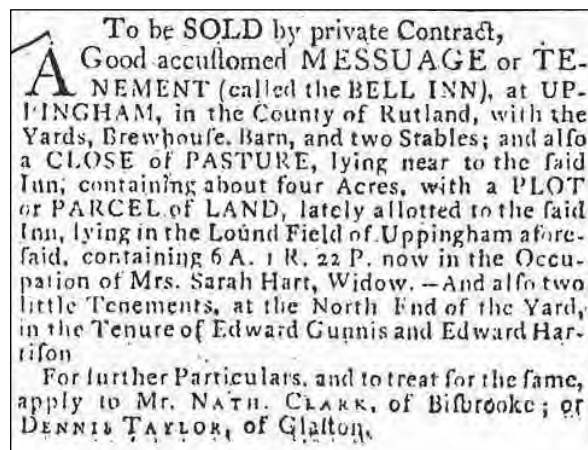 To be SOLD by private Contract,
A Good accuſtomed MESSUAGE or TE-
NEMENT (called the BELL INN), at UP-
PINGHAM, in the County of Rutland, with the
Yards, Brewhouſe, Barn, and two Stables; and alſo
a CLOSE of PASTURE, lying near to the ſaid
Inn, containing about four Acres, with a PLOT
or PARCEL of LAND, lately allotted to the ſaid
Inn, lying in the Lound Field of Uppingham afore-
ſaid, containing 6 A. 1 R. 22 P. now in the Occu-
pation of Mrs. Sarah Hart, Widow. —And alſo two
little Tenements, at the North End of the Yard,
in the Tenure of Edward Gunnis and Edward Har-
riſon
For further Particulars, and to treat for the ſame,
apply to Mr. NATH. CLARK, of Biſbrooke; or
DENNIS TAYLOR, of Glaſton.